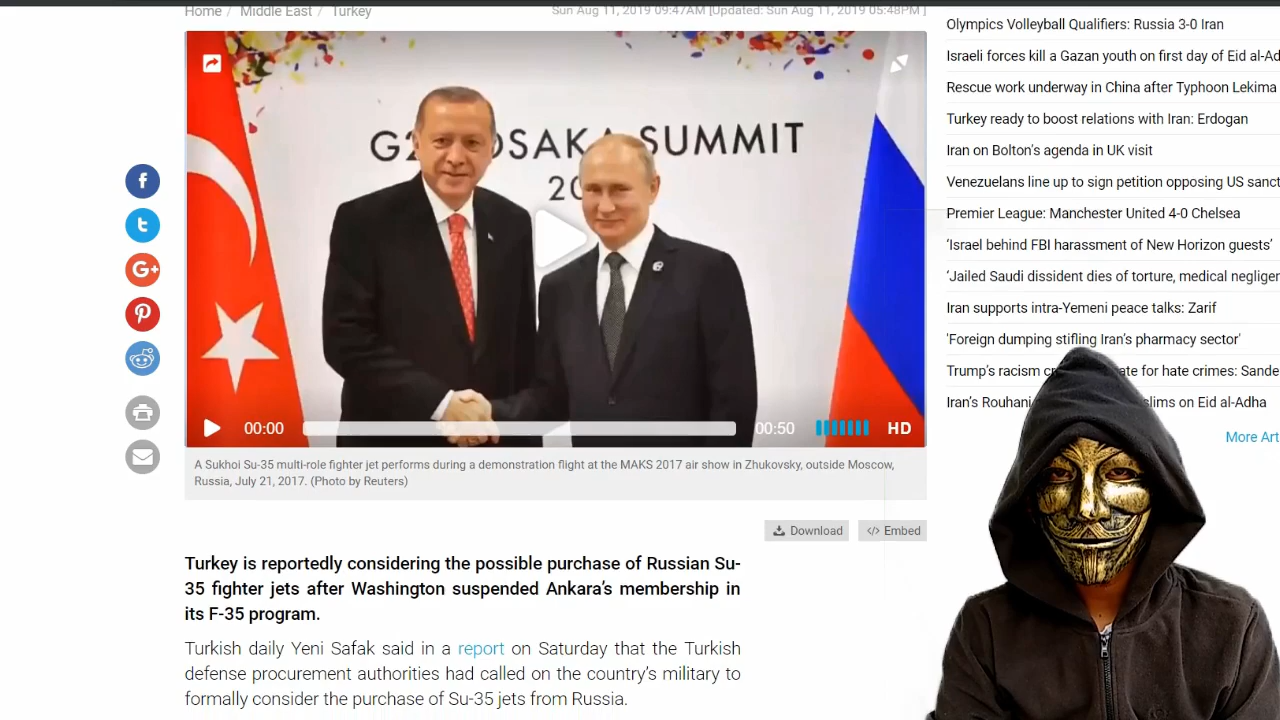 Home / Middle East / Turkey
Sun Aug 11, 2019 09:47AM [Updated: Sun Aug 11, 2019 05:48PM ]
G2 OSAKA SUMMIT
20
00:00
00:50
HD
A Sukhoi Su-35 multi-role fighter jet performs during a demonstration flight at the MAKS 2017 air show in Zhukovsky, outside Moscow,
Russia, July 21, 2017. (Photo by Reuters)
Download
</> Embed
Turkey is reportedly considering the possible purchase of Russian Su-
35 fighter jets after Washington suspended Ankara's membership in
its F-35 program.
Turkish daily Yeni Safak said in a report on Saturday that the Turkish
defense procurement authorities had called on the country's military to
formally consider the purchase of Su-35 jets from Russia.
Olympics Volleyball Qualifiers: Russia 3-0 Iran
Israeli forces kill a Gazan youth on first day of Eid al-Ad
Rescue work underway in China after Typhoon Lekima
Turkey ready to boost relations with Iran: Erdogan
Iran on Bolton's agenda in UK visit
Venezuelans line up to sign petition opposing US sanct
Premier League: Manchester United 4-0 Chelsea
'Israel behind FBI harassment of New Horizon guests'
'Jailed Saudi dissident dies of torture, medical negliger
Iran supports intra-Yemeni peace talks: Zarif
'Foreign dumping stifling Iran's pharmacy sector'
Trump's racism for hate crimes: Sande
Iran's Rouhani on Eid al-Adha
More Art